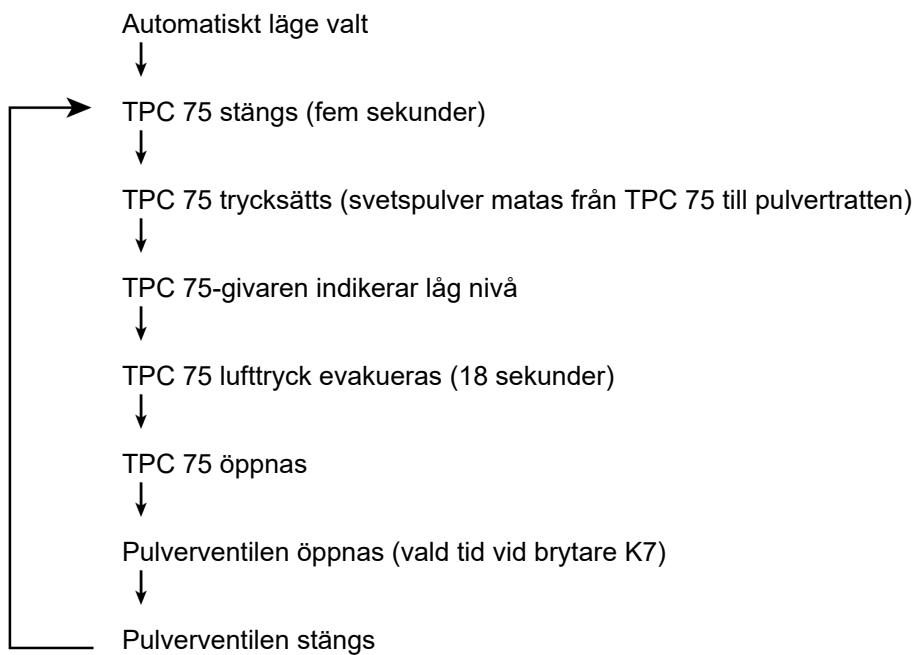 Automatiskt läge valt
TPC 75 stängs (fem sekunder)
TPC 75 trycksätts (svetspulver matas från TPC 75 till pulvertratten)
TPC 75-givaren indikerar låg nivå
TPC 75 lufttryck evakueras (18 sekunder)
TPC 75 öppnas
Pulverventilen öppnas (vald tid vid brytare K7)
Pulverventilen stängs